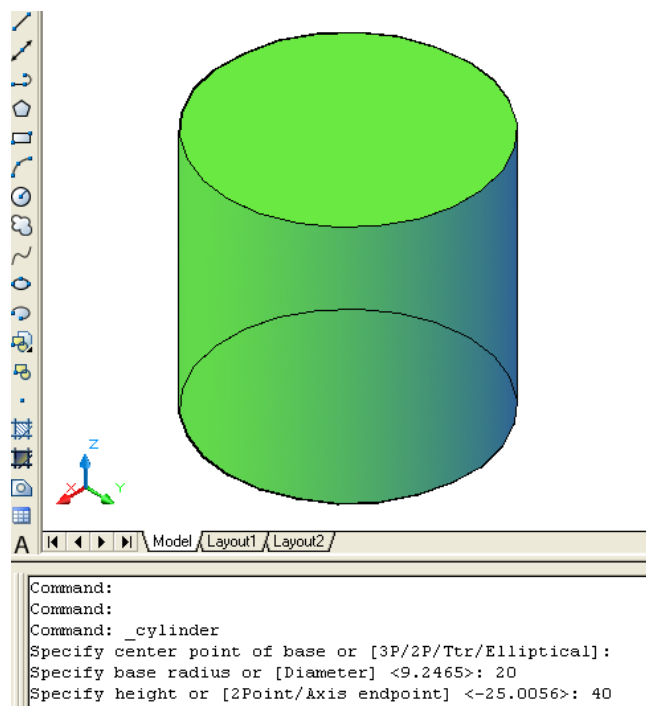 Z
X
Y
A
Model
Layout1
Layout2
Command:
Command:
Command: _cylinder
Specify center point of base or [3P/2P/Ttr/Elliptical]:
Specify base radius or [Diameter] <9.2465>: 20
Specify height or [2Point/Axis endpoint] <-25.0056>: 40